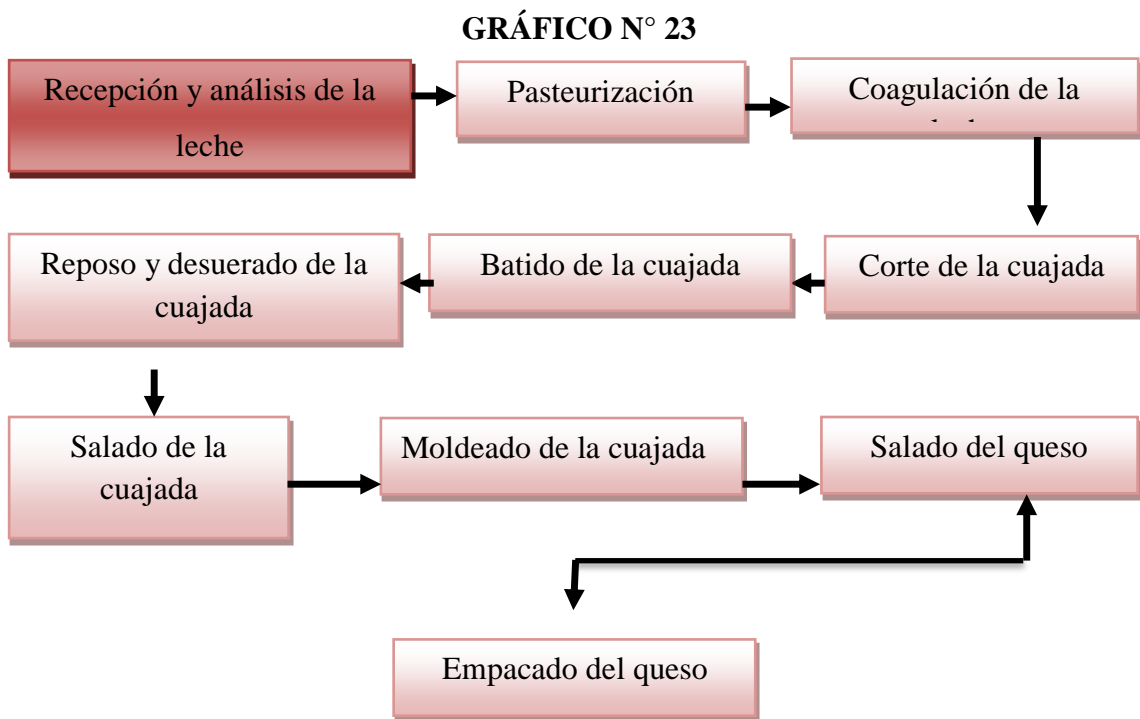 GRÁFICO N° 23
Recepción y análisis de la
leche
Pasteurización
Coagulación de la
Corte de la cuajada
Batido de la cuajada
Reposo y desuerado de la
cuajada
Salado de la
cuajada
Moldeado de la cuajada
Salado del queso
Empacado del queso